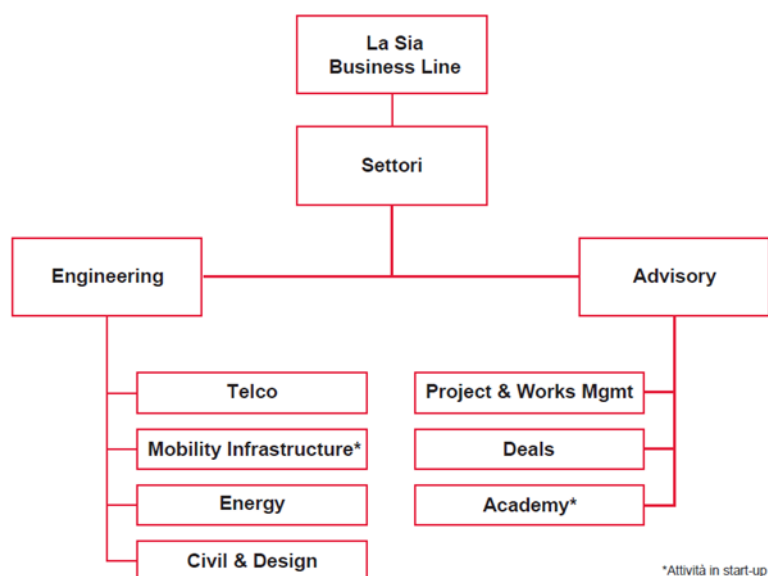 La Sia
Business Line
Settori
Engineering
Advisory
Telco
Mobility Infrastructure*
Energy
Civil & Design
Project & Works Mgmt
Deals
Academy*
*Attività in start-up